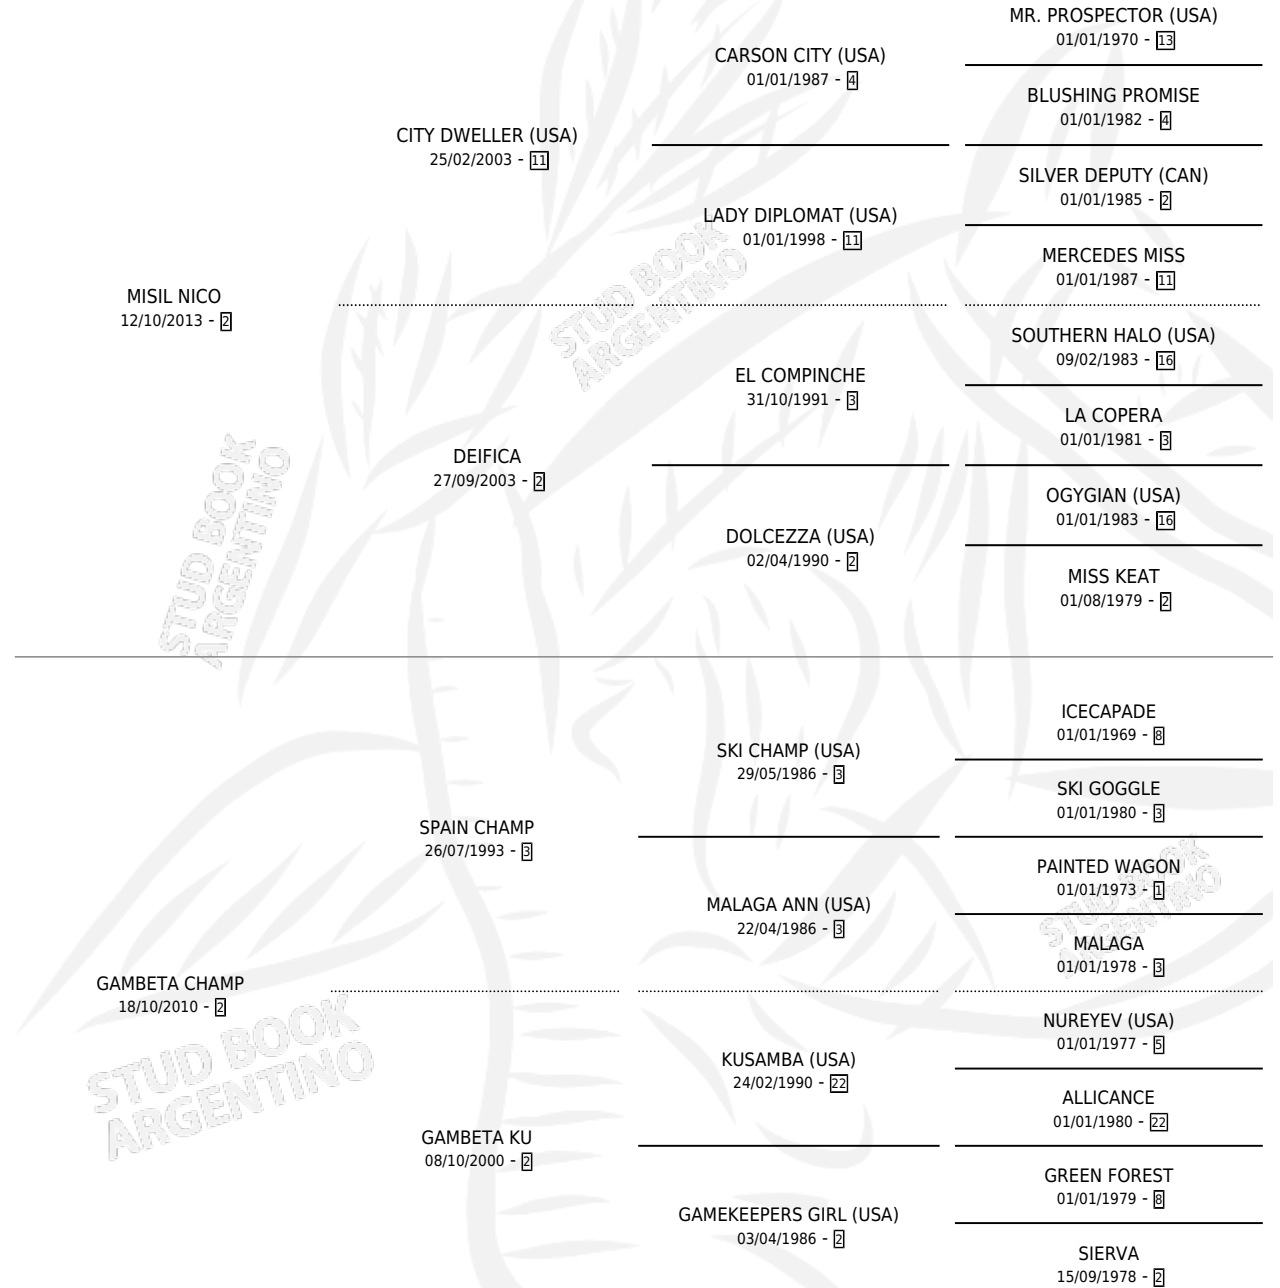 MR. PROSPECTOR (USA)
01/01/1970 - 13
CARSON CITY (USA)
01/01/1987 - 4
BLUSHING PROMISE
01/01/1982 - 4
CITY DWELLER (USA)
25/02/2003 - 11
SILVER DEPUTY (CAN)
01/01/1985 - 2
LADY DIPLOMAT (USA)
01/01/1998 - 11
MERCEDES MISS
01/01/1987 - 11
MISIL NICO
12/10/2013 - 2
STUD BOOK
ARGENTINO
SOUTHERN HALO (USA)
09/02/1983 - 16
EL COMPINCHE
31/10/1991 - 3
LA COPERA
01/01/1981 - 3
DEIFICA
27/09/2003 - 2
OGYGIAN (USA)
01/01/1983 - 16
DOLCEZZA (USA)
02/04/1990 - 2
MISS KEAT
01/08/1979 - 2
STUD BOOK
ARGENTINO
ICECAPADE
01/01/1969 - 8
SKI CHAMP (USA)
29/05/1986 - 3
SKI GOGGLE
01/01/1980 - 3
SPAIN CHAMP
26/07/1993 - 3
PAINTED WAGON
01/01/1973 - 1
MALAGA ANN (USA)
22/04/1986 - 3
STUD BOOK
ARGENTINO
MALAGA
01/01/1978 - 3
GAMBETA CHAMP
18/10/2010 - 2
STUD BOOK
ARGENTINO
NUREYEV (USA)
01/01/1977 - 5
KUSAMBA (USA)
24/02/1990 - 22
ALLICANCE
01/01/1980 - 22
GAMBETA KU
08/10/2000 - 2
GREEN FOREST
01/01/1979 - 8
GAMEKEEPERS GIRL (USA)
03/04/1986 - 2
SIERVA
15/09/1978 - 2